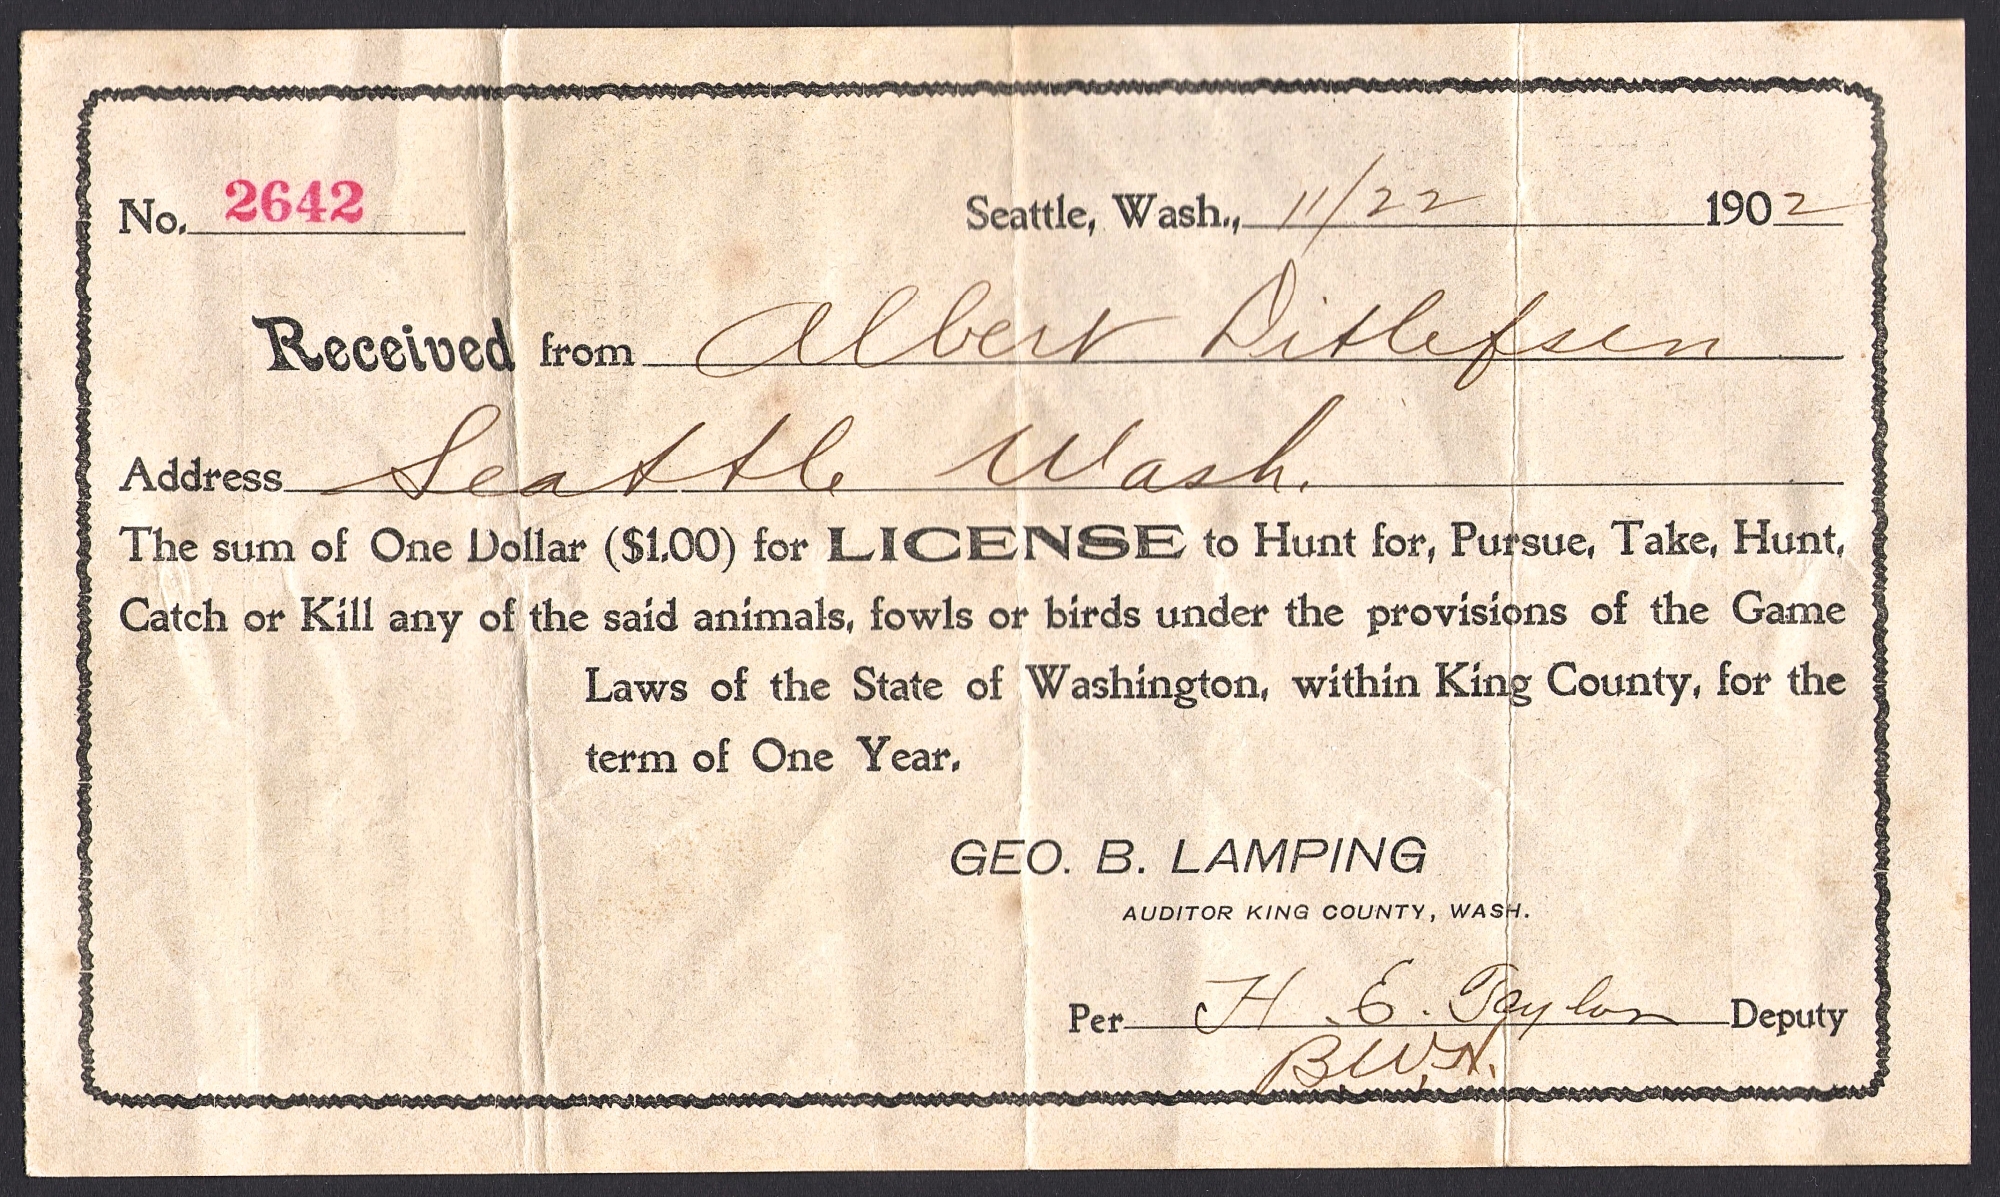 No. 2642 Seattle, Wash., 11/22 1902
Received from Albert Ditlefsen
Address Seattle Wash.
The sum of One Dollar ($1.00) for LICENSE to Hunt for, Pursue, Take, Hunt,
Catch or Kill any of the said animals, fowls or birds under the provisions of the Game
Laws of the State of Washington, within King County, for the
term of One Year.
GEO. B. LAMPING
AUDITOR KING COUNTY, WASH.
Per H. E. Taylor Deputy
B.W.H.